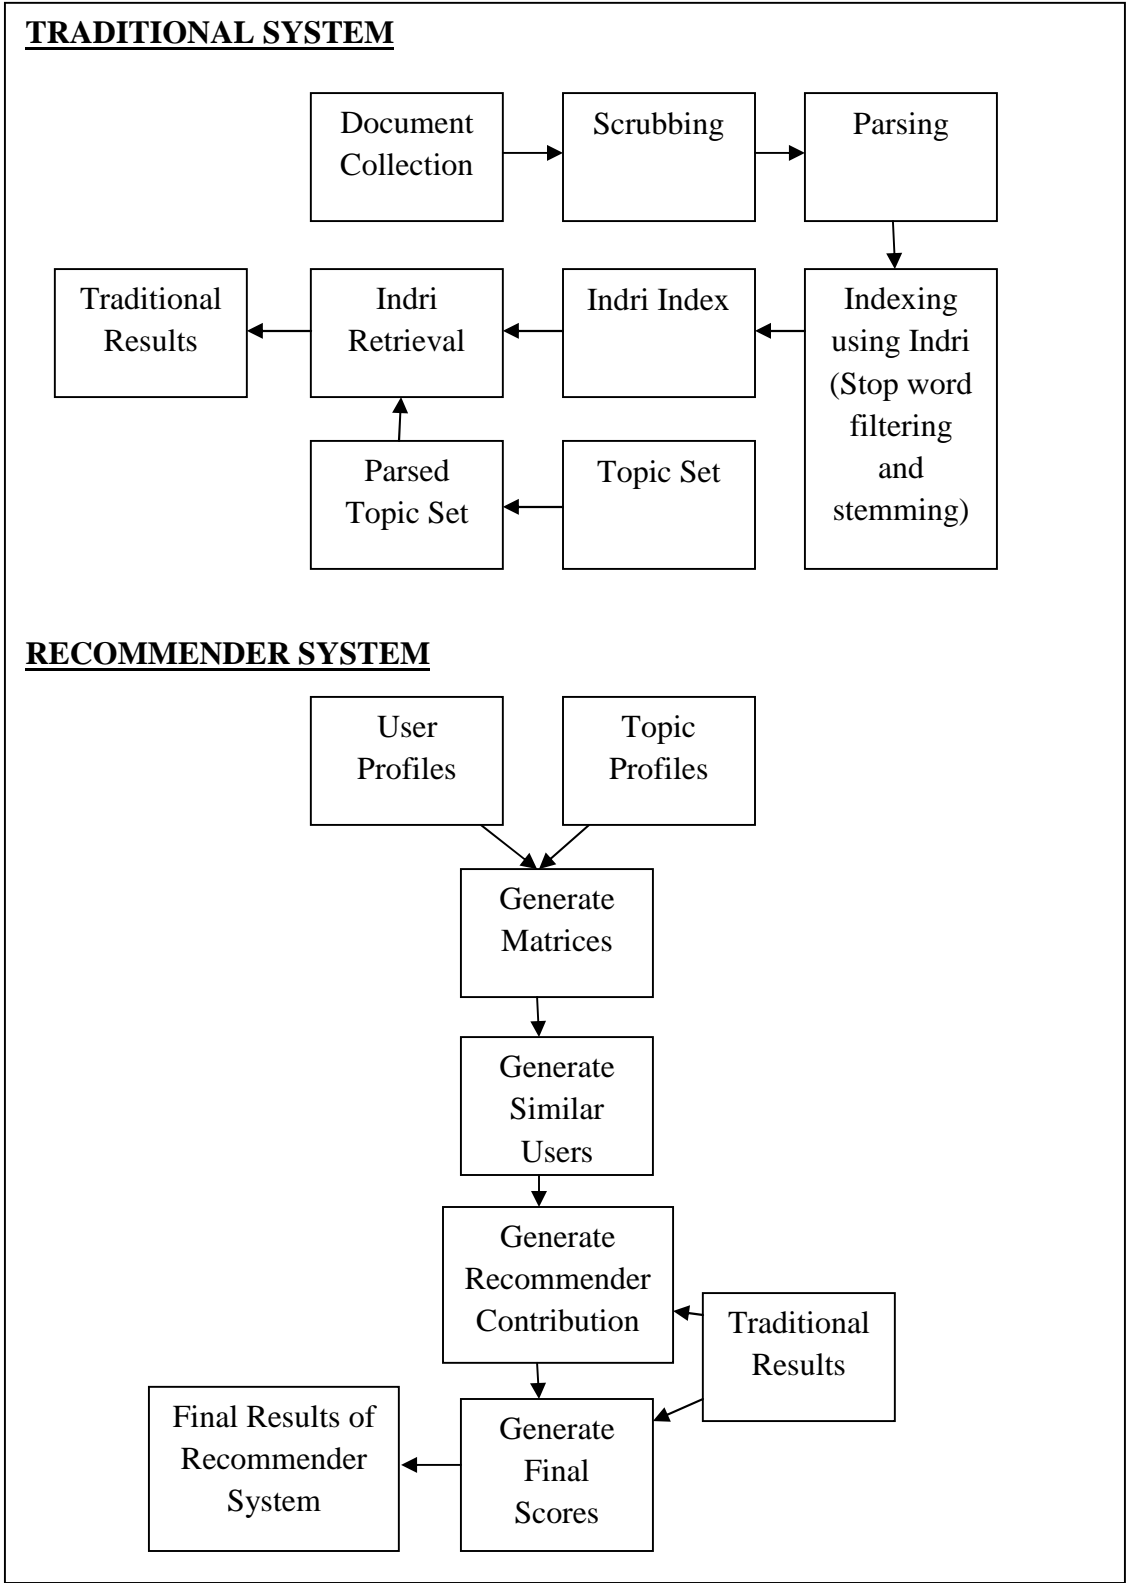 TRADITIONAL SYSTEM
Document
Collection
Scrubbing
Parsing
Traditional
Results
Indri
Retrieval
Indri Index
Indexing
using Indri
(Stop word
filtering
and
stemming)
Parsed
Topic Set
Topic Set
RECOMMENDER SYSTEM
User
Profiles
Topic
Profiles
Generate
Matrices
Generate
Similar
Users
Generate
Recommender
Contribution
Traditional
Results
Final Results of
Recommender
System
Generate
Final
Scores